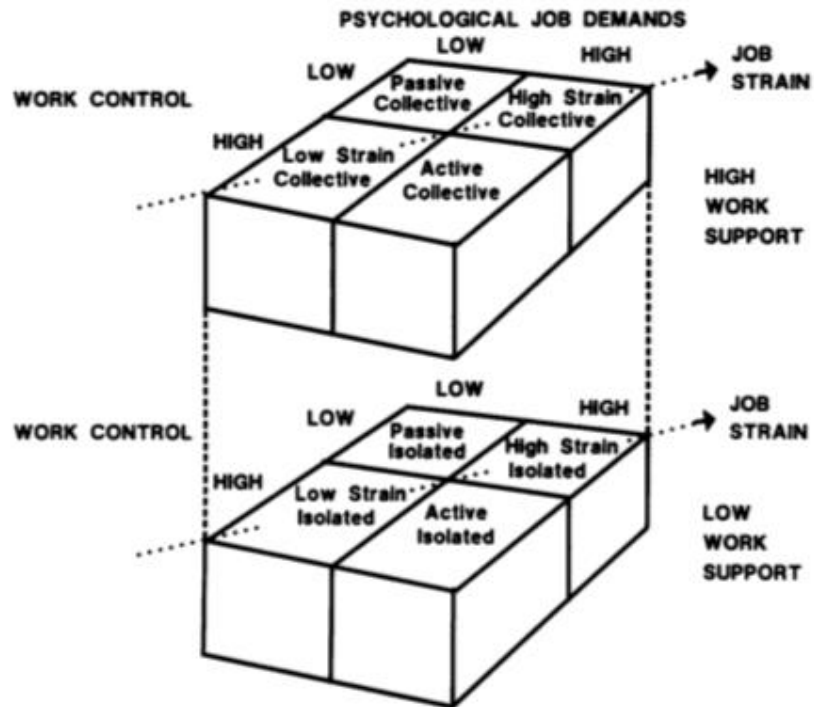 PSYCHOLOGICAL JOB DEMANDS
LOW
HIGH
JOB
STRAIN
LOW
WORK CONTROL
HIGH
Passive
Collective
High Strain
Collective
Low Strain
Collective
Active
Collective
HIGH
WORK
SUPPORT
LOW
HIGH
JOB
STRAIN
LOW
WORK CONTROL
HIGH
Passive
Isolated
High Strain
Isolated
Low Strain
Isolated
Active
Isolated
LOW
WORK
SUPPORT